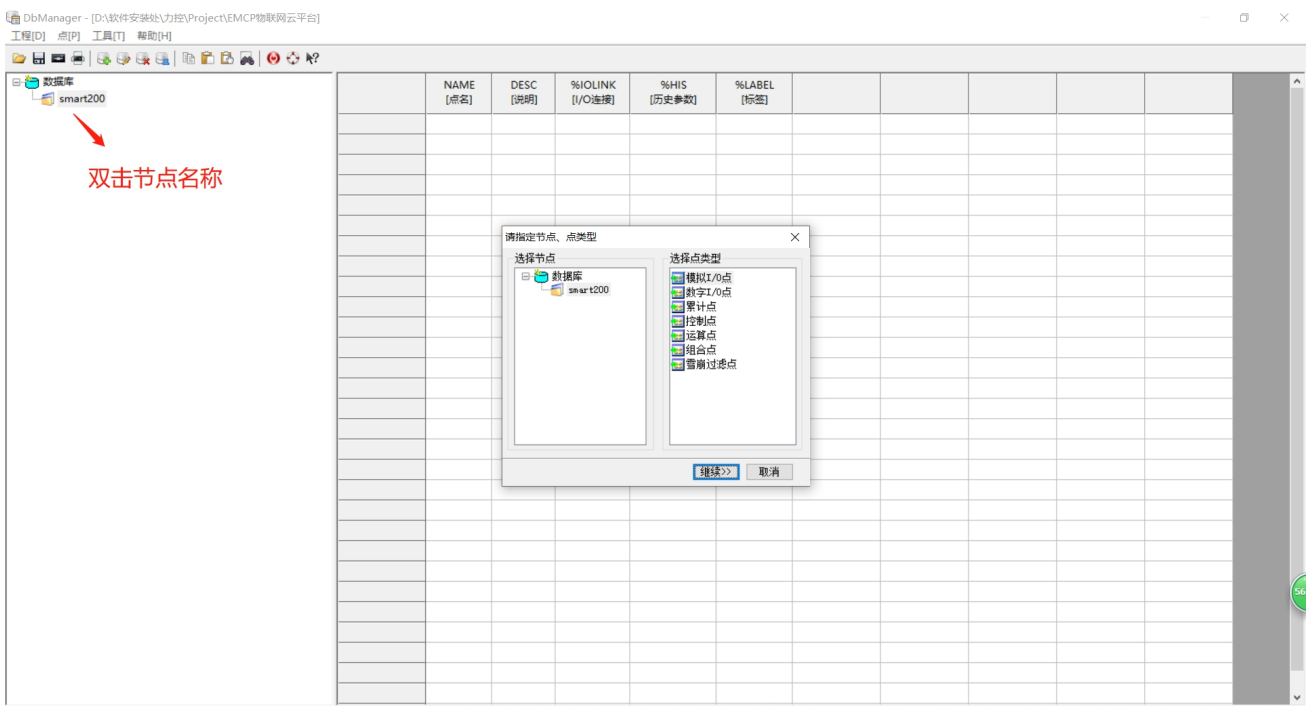 DbManager - [D:\软件安装处\力控\Project\EMCP物联网云平台]
工程[D] 点[P] 工具[T] 帮助[H]
数据库
smart200
双击节点名称
NAME DESC %IOLINK %HIS %LABEL
[点名] [说明] [I/O连接] [历史参数] [标签]
请指定节点、点类型
选择节点 选择点类型
数据库
smart200
模拟I/O点
数字I/O点
累计点
控制点
运算点
组合点
雪崩过滤点
继续>> 取消
56